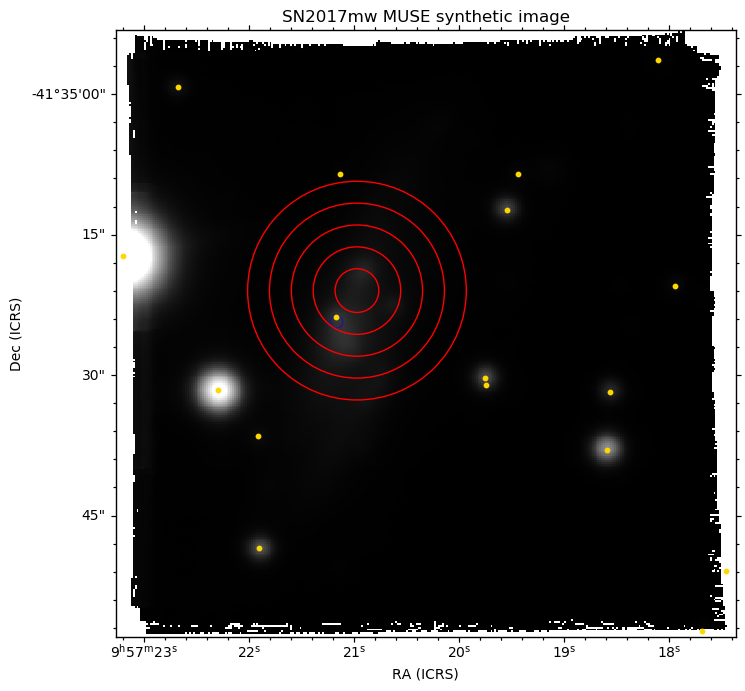 SN2017mw MUSE synthetic image
-41°35'00"
15"
30"
45"
Dec (ICRS)
9ʰ57ᵐ23ˢ 22ˢ 21ˢ 20ˢ 19ˢ 18ˢ
RA (ICRS)